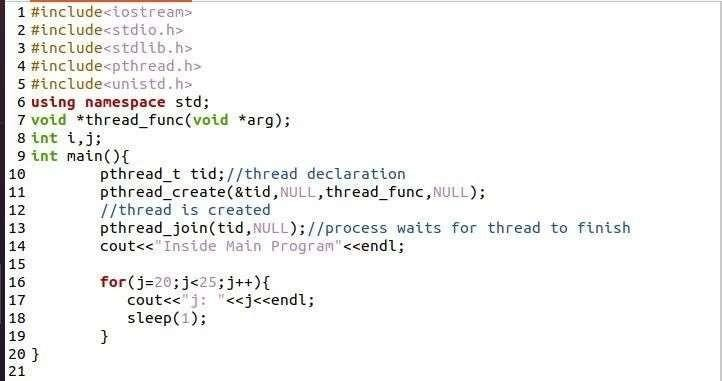 1 #include<iostream>
2 #include<stdio.h>
3 #include<stdlib.h>
4 #include<pthread.h>
5 #include<unistd.h>
6 using namespace std;
7 void *thread_func(void *arg);
8 int i,j;
9 int main(){
10 pthread_t tid;//thread declaration
11 pthread_create(&tid,NULL,thread_func,NULL);
12 //thread is created
13 pthread_join(tid,NULL);//process waits for thread to finish
14 cout<<"Inside Main Program"<<endl;
15
16 for(j=20;j<25;j++){
17 cout<<"j: "<<j<<endl;
18 sleep(1);
19 }
20 }
21